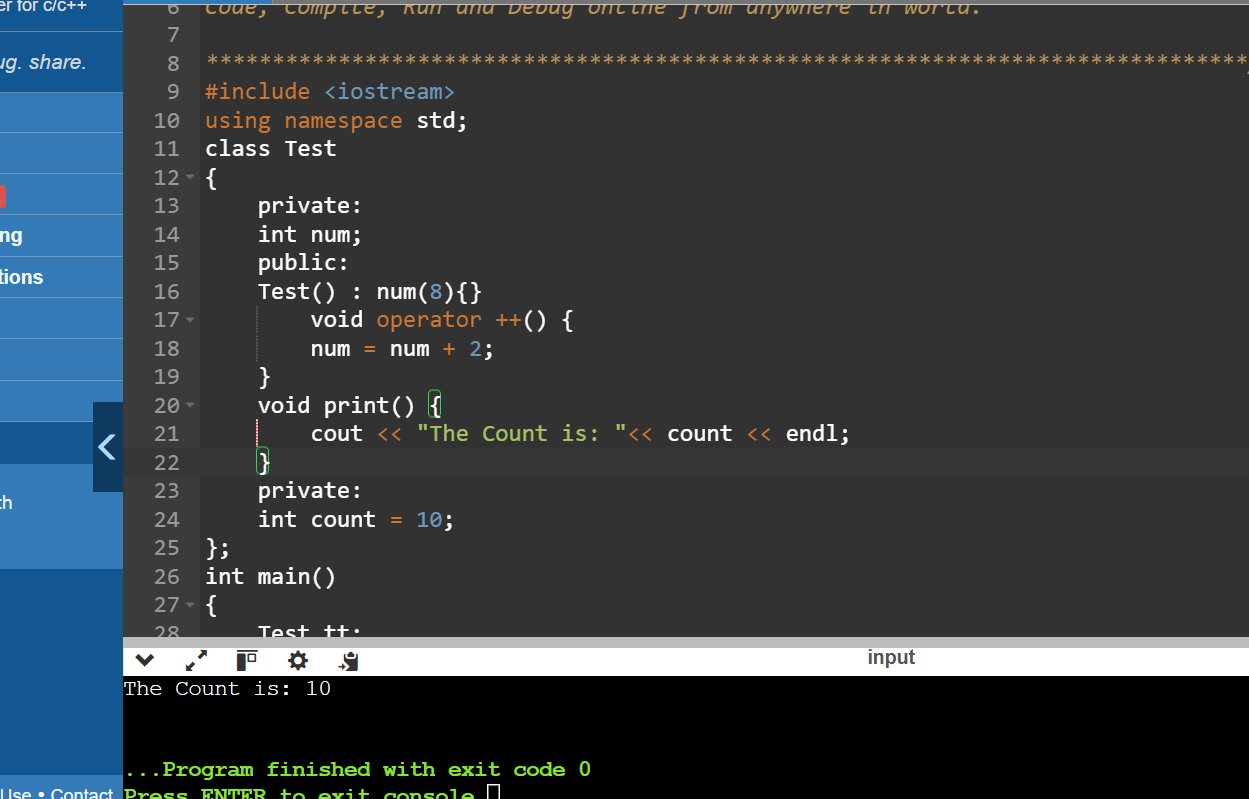 er for c/c++
ug. share.
ng
tions
th
Use • Contact
6 Code, Compile, Run and Debug online from anywhere in world.
7
8 *******************************************************************************
9 #include <iostream>
10 using namespace std;
11 class Test
12 {
13 private:
14 int num;
15 public:
16 Test() : num(8){}
17 void operator ++() {
18 num = num + 2;
19 }
20 void print() {
21 cout << "The Count is: "<< count << endl;
22 }
23 private:
24 int count = 10;
25 };
26 int main()
27 {
28 Test tt;
input
The Count is: 10
...Program finished with exit code 0
Press ENTER to exit console.